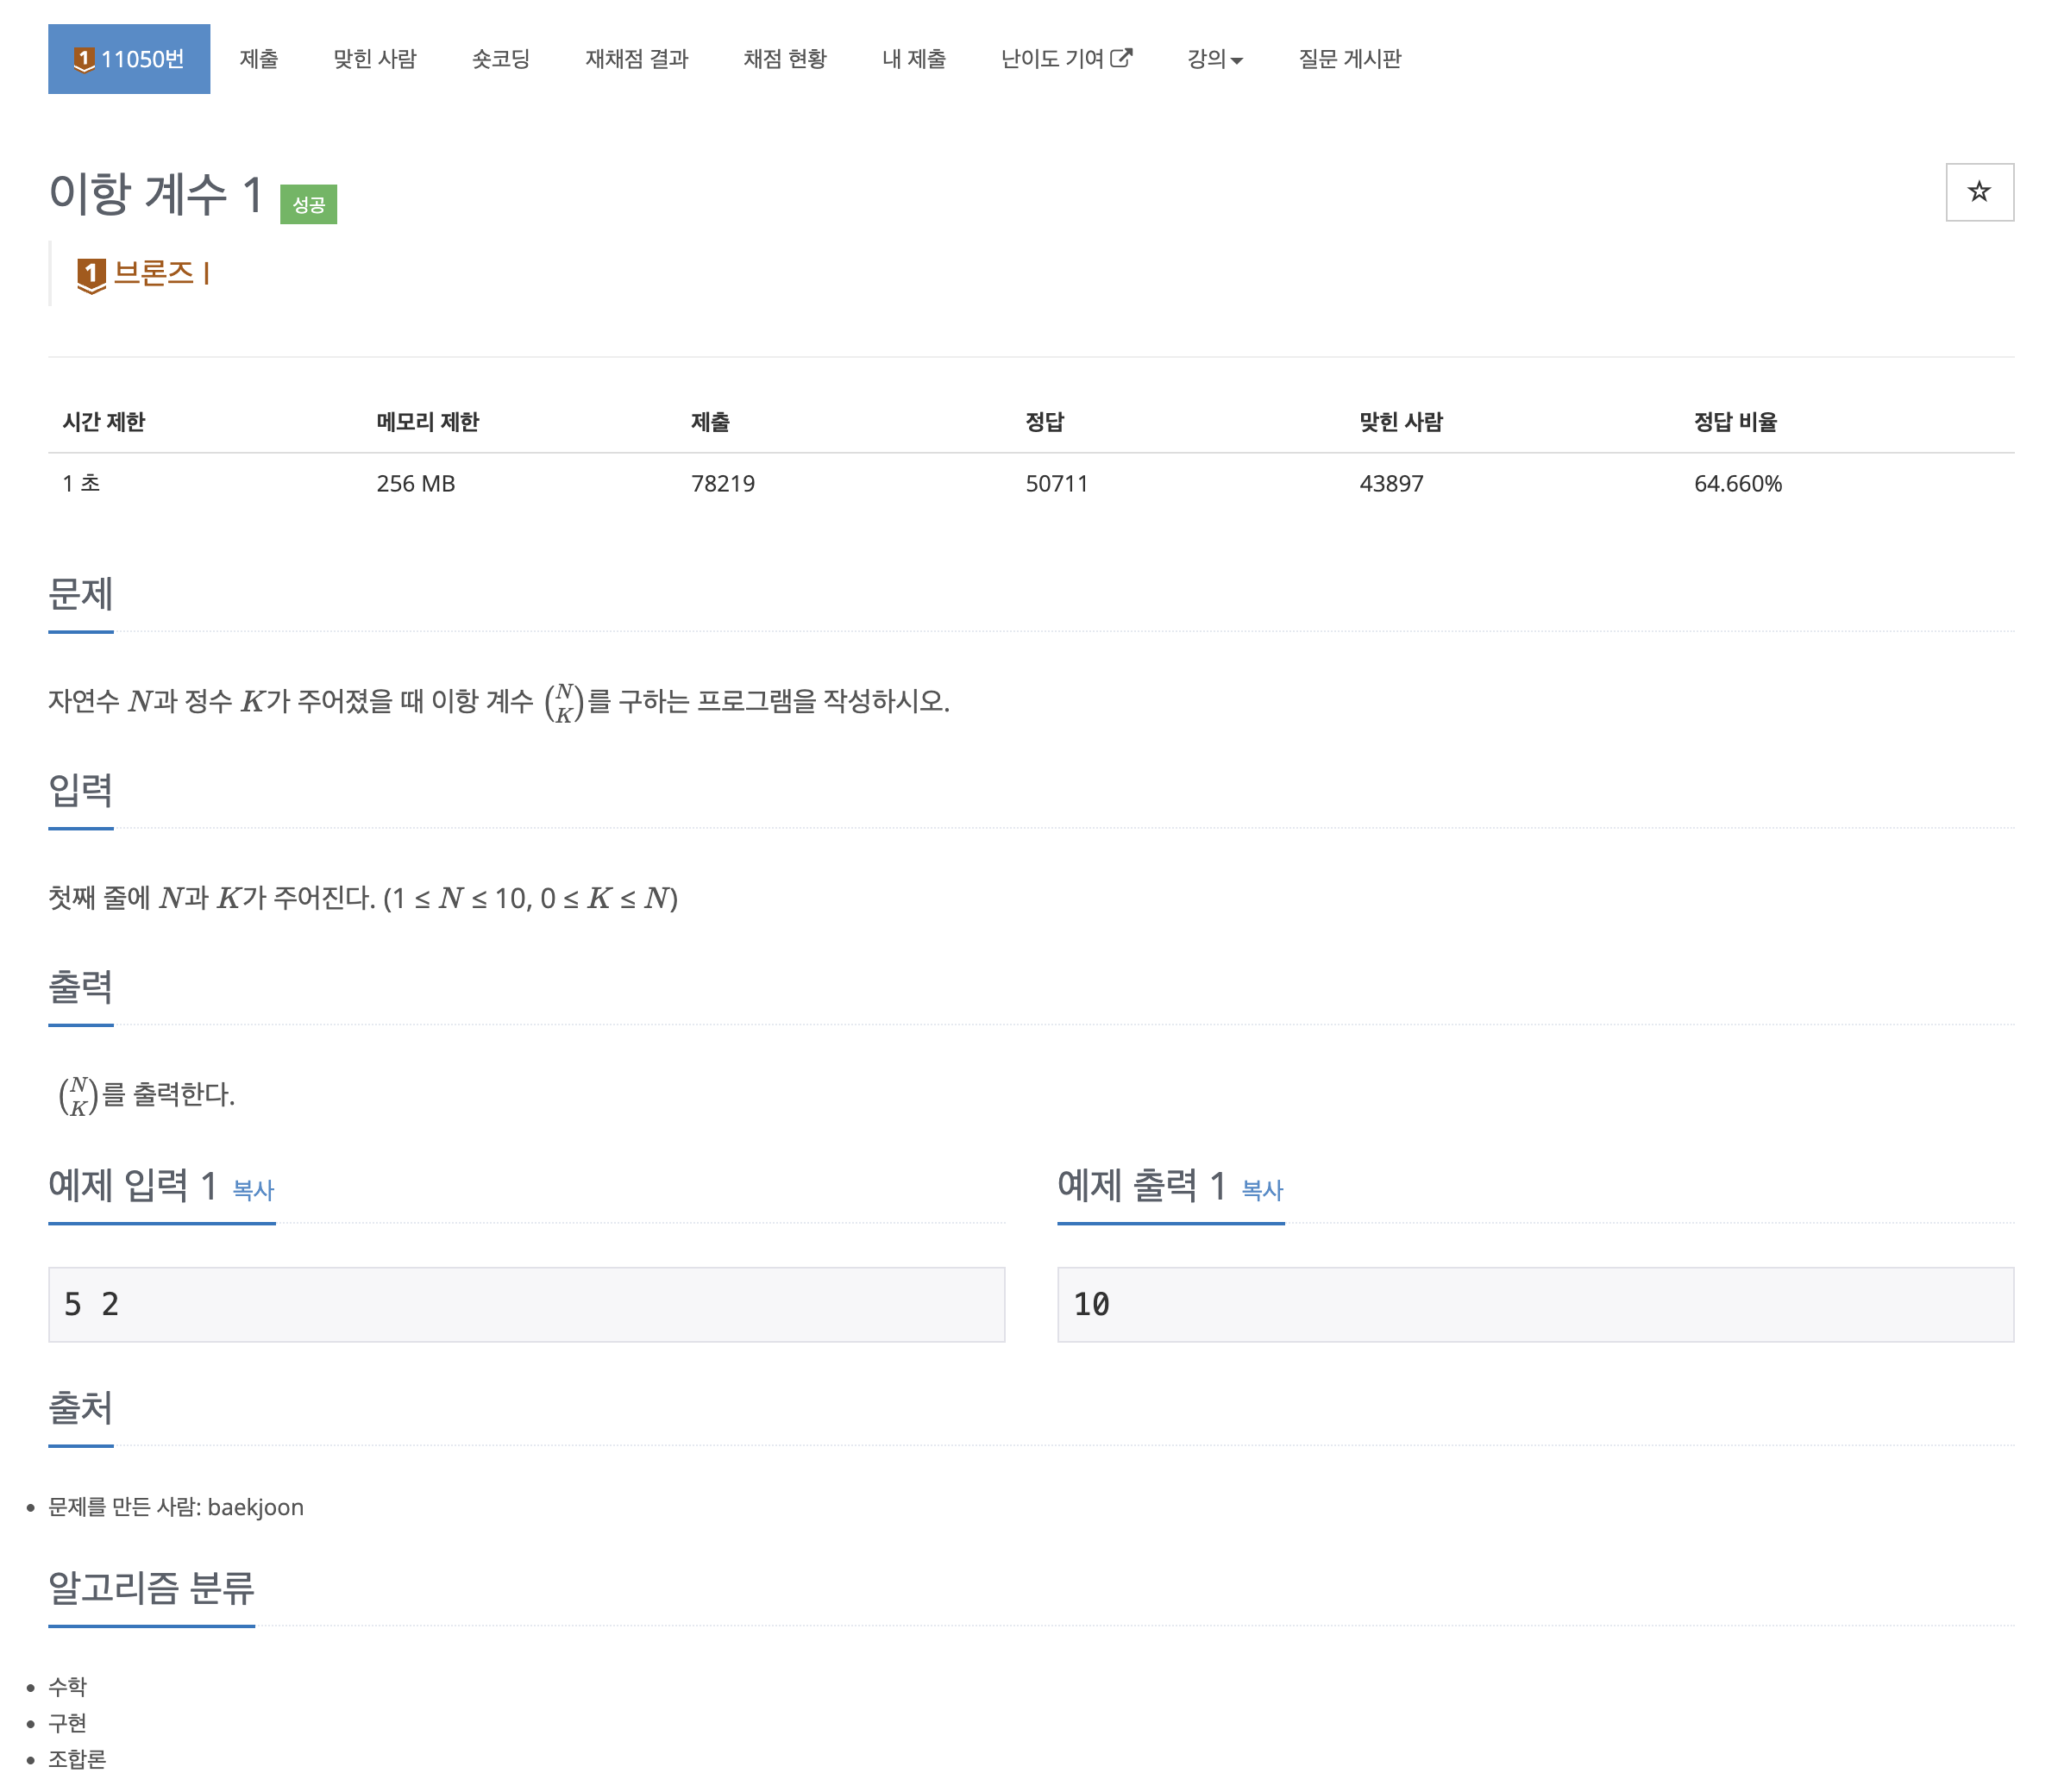 1 11050번 제출 맞힌 사람 숏코딩 재채점 결과 채점 현황 내 제출 난이도 기여 강의 질문 게시판
이항 계수 1 성공
☆
1 브론즈 I
시간 제한 메모리 제한 제출 정답 맞힌 사람 정답 비율
1 초 256 MB 78219 50711 43897 64.660%
문제
자연수 N과 정수 K가 주어졌을 때 이항 계수 (N K)를 구하는 프로그램을 작성하시오.
입력
첫째 줄에 N과 K가 주어진다. (1 ≤ N ≤ 10, 0 ≤ K ≤ N)
출력
(N K)를 출력한다.
예제 입력 1 복사
5 2
예제 출력 1 복사
10
출처
• 문제를 만든 사람: baekjoon
알고리즘 분류
• 수학
• 구현
• 조합론